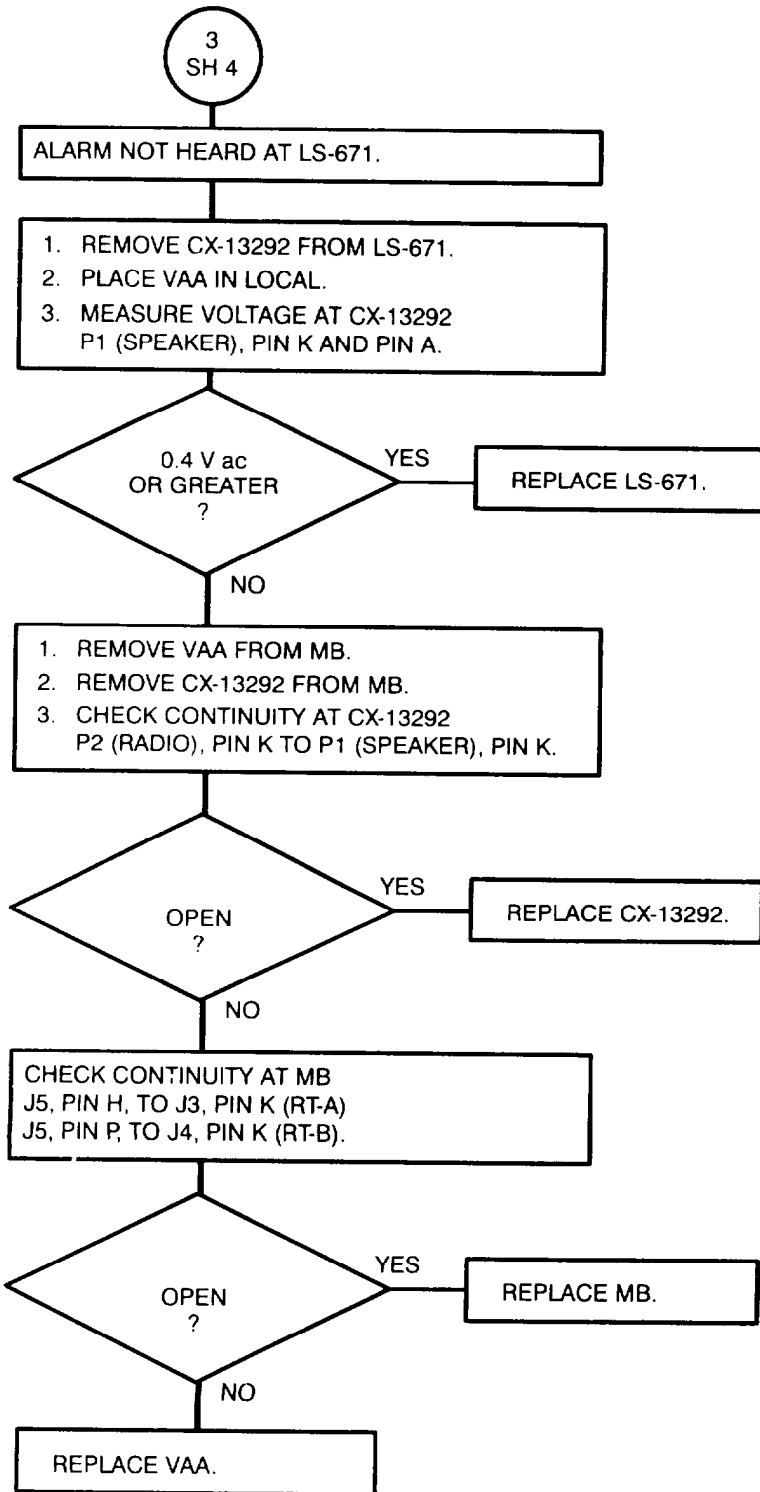 3
SH 4
ALARM NOT HEARD AT LS-671.
1. REMOVE CX-13292 FROM LS-671.
2. PLACE VAA IN LOCAL.
3. MEASURE VOLTAGE AT CX-13292
P1 (SPEAKER), PIN K AND PIN A.
0.4 V ac
OR GREATER
?
YES
REPLACE LS-671.
NO
1. REMOVE VAA FROM MB.
2. REMOVE CX-13292 FROM MB.
3. CHECK CONTINUITY AT CX-13292
P2 (RADIO), PIN K TO P1 (SPEAKER), PIN K.
OPEN
?
YES
REPLACE CX-13292.
NO
CHECK CONTINUITY AT MB
J5, PIN H, TO J3, PIN K (RT-A)
J5, PIN P, TO J4, PIN K (RT-B).
OPEN
?
YES
REPLACE MB.
NO
REPLACE VAA.